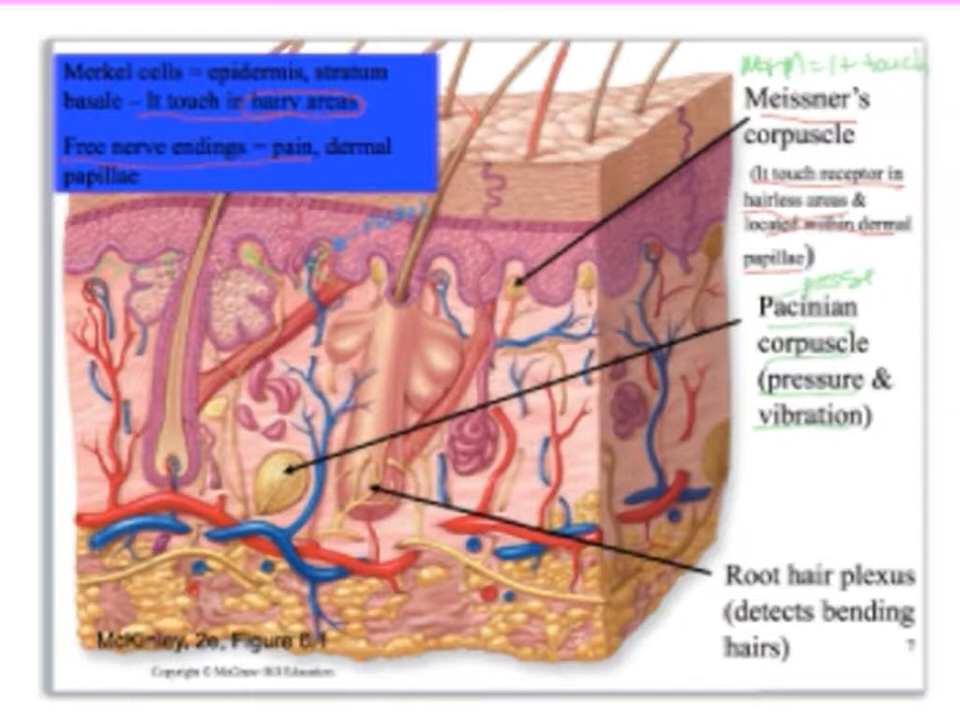 Merkel cells = epidermis, stratum
basale – lt touch in hairy areas
Free nerve endings = pain, dermal
papillae
= lt touch
Meissner's
corpuscle
(lt touch receptor in
hairless areas &
located within dermal
papillae)
Pacinian
corpuscle
(pressure &
vibration)
Root hair plexus
(detects bending
hairs)
7
McKinley, 2e, Figure 6.1
Copyright © McGraw-Hill Education